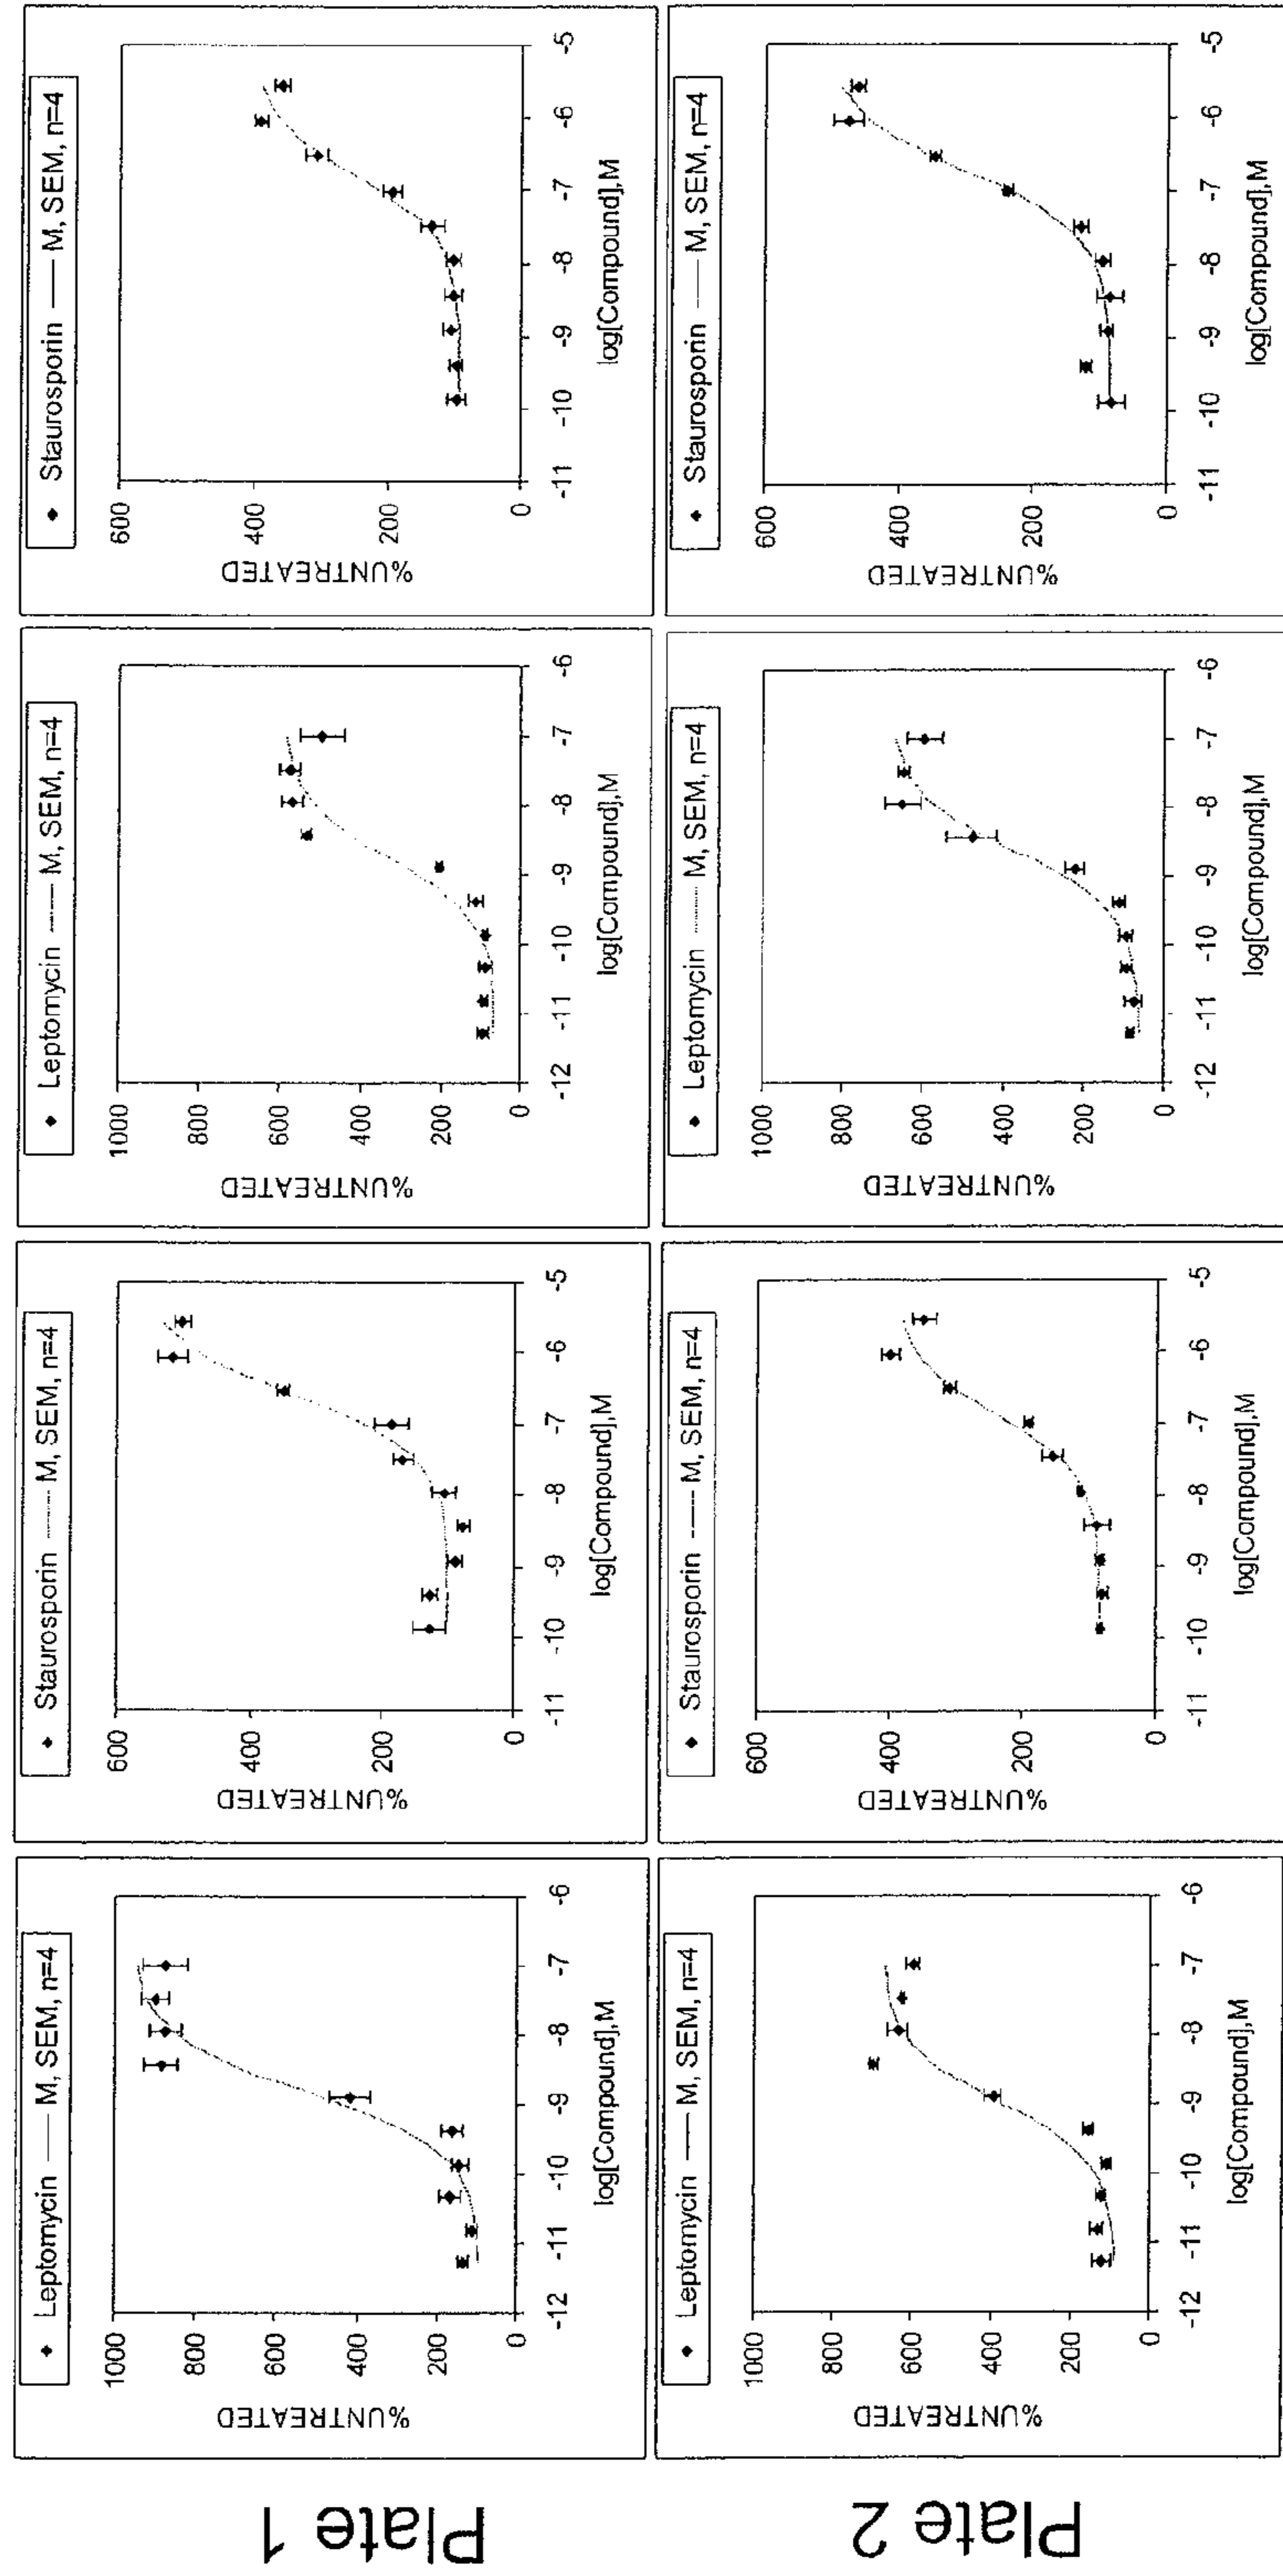 Plate 1
Leptomycin M, SEM, n=4
1000
800
600
400
200
0
%UNTREATED
-12 -11 -10 -9 -8 -7 -6
log[Compound],M
Staurosporin M, SEM, n=4
600
400
200
0
%UNTREATED
-11 -10 -9 -8 -7 -6 -5
log[Compound],M
Leptomycin M, SEM, n=4
1000
800
600
400
200
0
%UNTREATED
-12 -11 -10 -9 -8 -7 -6
log[Compound],M
Staurosporin M, SEM, n=4
600
400
200
0
%UNTREATED
-11 -10 -9 -8 -7 -6 -5
log[Compound],M
Plate 2
Leptomycin M, SEM, n=4
1000
800
600
400
200
0
%UNTREATED
-12 -11 -10 -9 -8 -7 -6
log[Compound],M
Staurosporin M, SEM, n=4
600
400
200
0
%UNTREATED
-11 -10 -9 -8 -7 -6 -5
log[Compound],M
Leptomycin M, SEM, n=4
1000
800
600
400
200
0
%UNTREATED
-12 -11 -10 -9 -8 -7 -6
log[Compound],M
Staurosporin M, SEM, n=4
600
400
200
0
%UNTREATED
-11 -10 -9 -8 -7 -6 -5
log[Compound],M